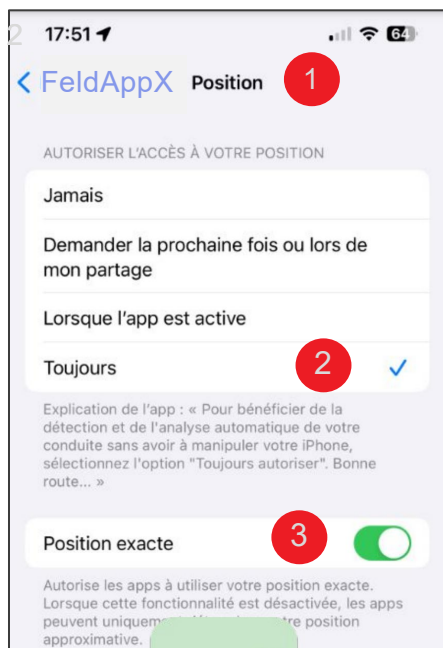 2
17:51
64
FeldAppX Position 1
AUTORISER L'ACCÈS À VOTRE POSITION
Jamais
Demander la prochaine fois ou lors de
mon partage
Lorsque l'app est active
Toujours 2
Explication de l'app : « Pour bénéficier de la
détection et de l'analyse automatique de votre
conduite sans avoir à manipuler votre iPhone,
sélectionnez l'option "Toujours autoriser". Bonne
route... »
Position exacte 3
Autorise les apps à utiliser votre position exacte.
Lorsque cette fonctionnalité est désactivée, les apps
peuvent position
approximative.